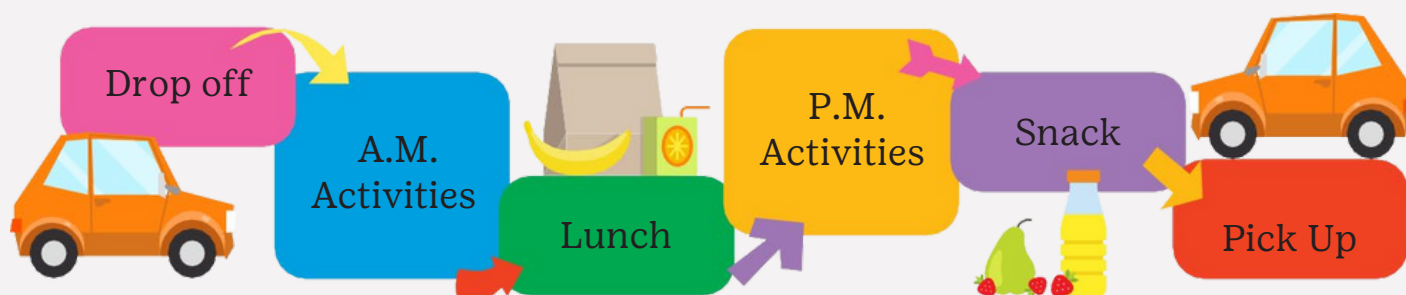 Drop off
A.M.
Activities
Lunch
P.M.
Activities
Snack
Pick Up